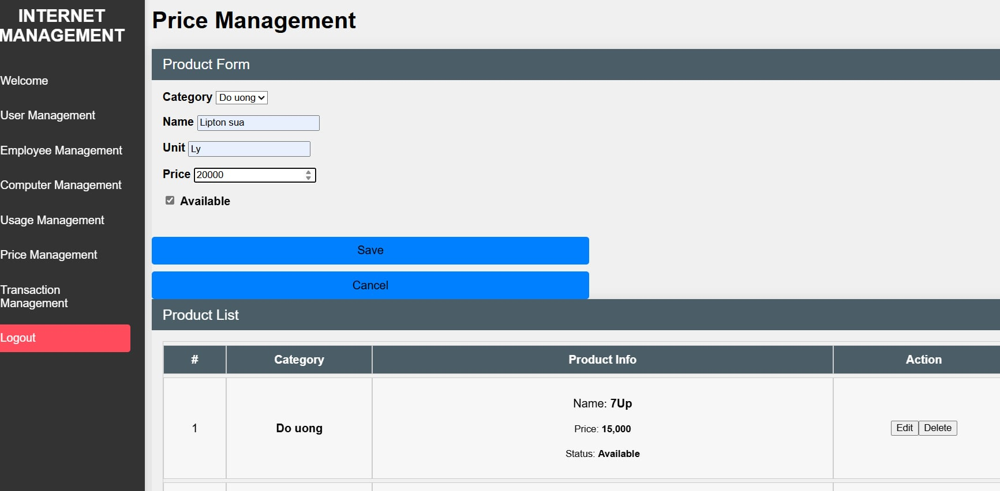 INTERNET
MANAGEMENT
Welcome
User Management
Employee Management
Computer Management
Usage Management
Price Management
Transaction
Management
Logout
Price Management
Product Form
Category Do uong
Name Lipton sua
Unit Ly
Price 20000
Available
Save
Cancel
Product List
# Category Product Info Action
Name: 7Up
1 Do uong Price: 15,000 Edit Delete
Status: Available